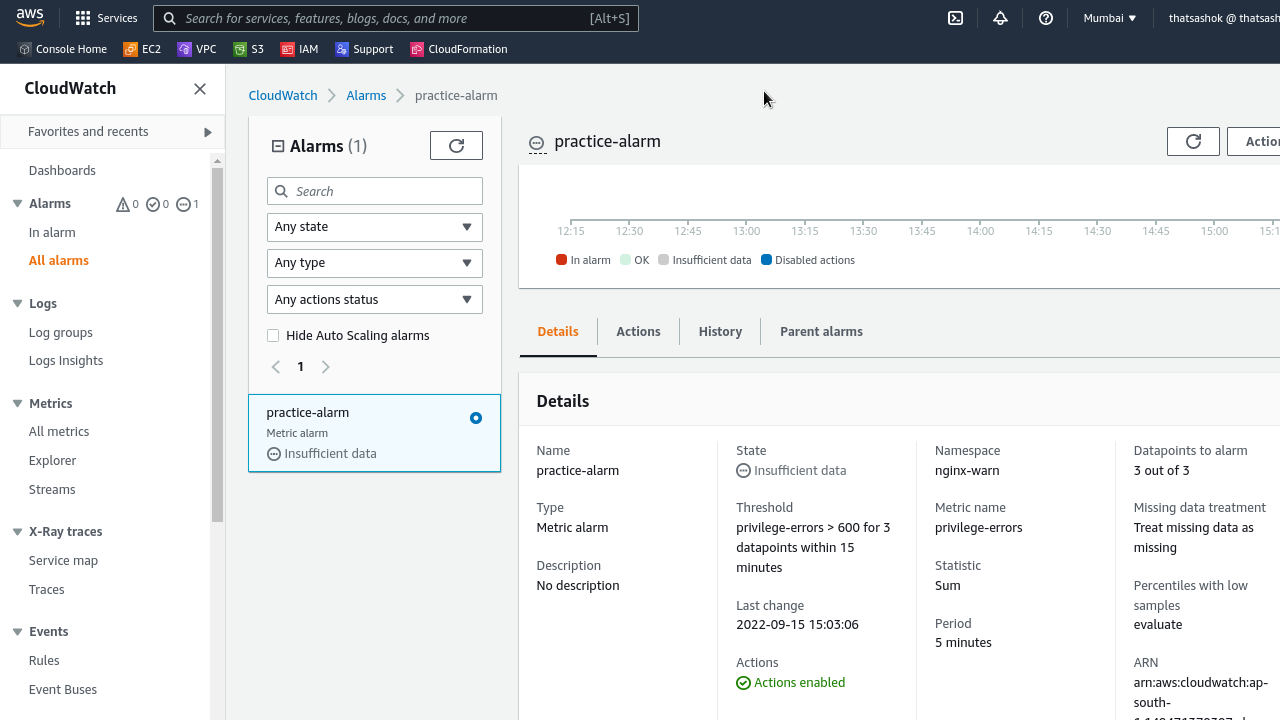 aws
Services
Search for services, features, blogs, docs, and more
[Alt+S]
Mumbai
thatsashok @ thatsash
Console Home
EC2
VPC
S3
IAM
Support
CloudFormation
CloudWatch
Favorites and recents
Dashboards
Alarms
0
0
1
In alarm
All alarms
Logs
Log groups
Logs Insights
Metrics
All metrics
Explorer
Streams
X-Ray traces
Service map
Traces
Events
Rules
Event Buses
CloudWatch
Alarms
practice-alarm
Alarms (1)
Search
Any state
Any type
Any actions status
Hide Auto Scaling alarms
1
practice-alarm
Metric alarm
Insufficient data
practice-alarm
Action
12:15 12:30 12:45 13:00 13:15 13:30 13:45 14:00 14:15 14:30 14:45 15:00 15:1
In alarm
OK
Insufficient data
Disabled actions
Details
Actions
History
Parent alarms
Details
Name
practice-alarm
Type
Metric alarm
Description
No description
State
Insufficient data
Threshold
privilege-errors > 600 for 3
datapoints within 15
minutes
Last change
2022-09-15 15:03:06
Actions
Actions enabled
Namespace
nginx-warn
Metric name
privilege-errors
Statistic
Sum
Period
5 minutes
Datapoints to alarm
3 out of 3
Missing data treatment
Treat missing data as
missing
Percentiles with low
samples
evaluate
ARN
arn:aws:cloudwatch:ap-
south-